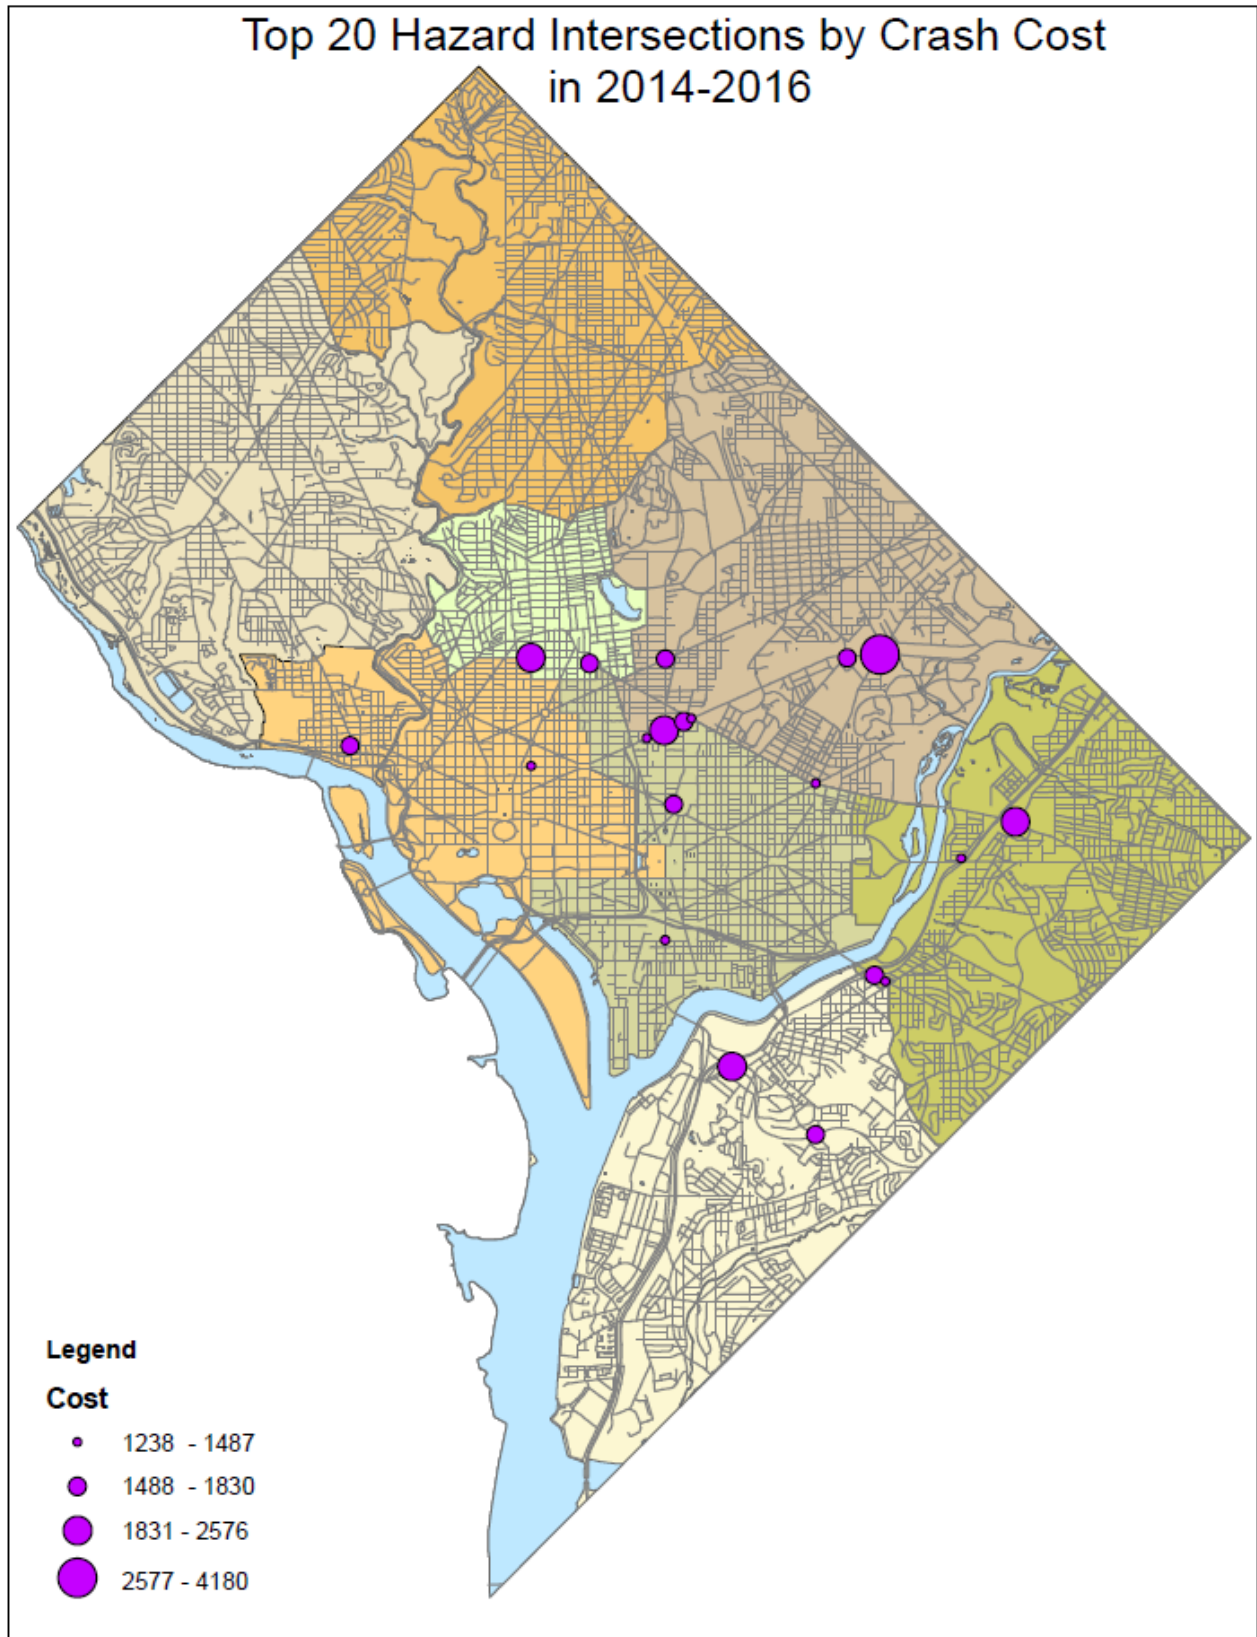 Top 20 Hazard Intersections by Crash Cost
in 2014-2016
Legend
Cost
1238 - 1487
1488 - 1830
1831 - 2576
2577 - 4180